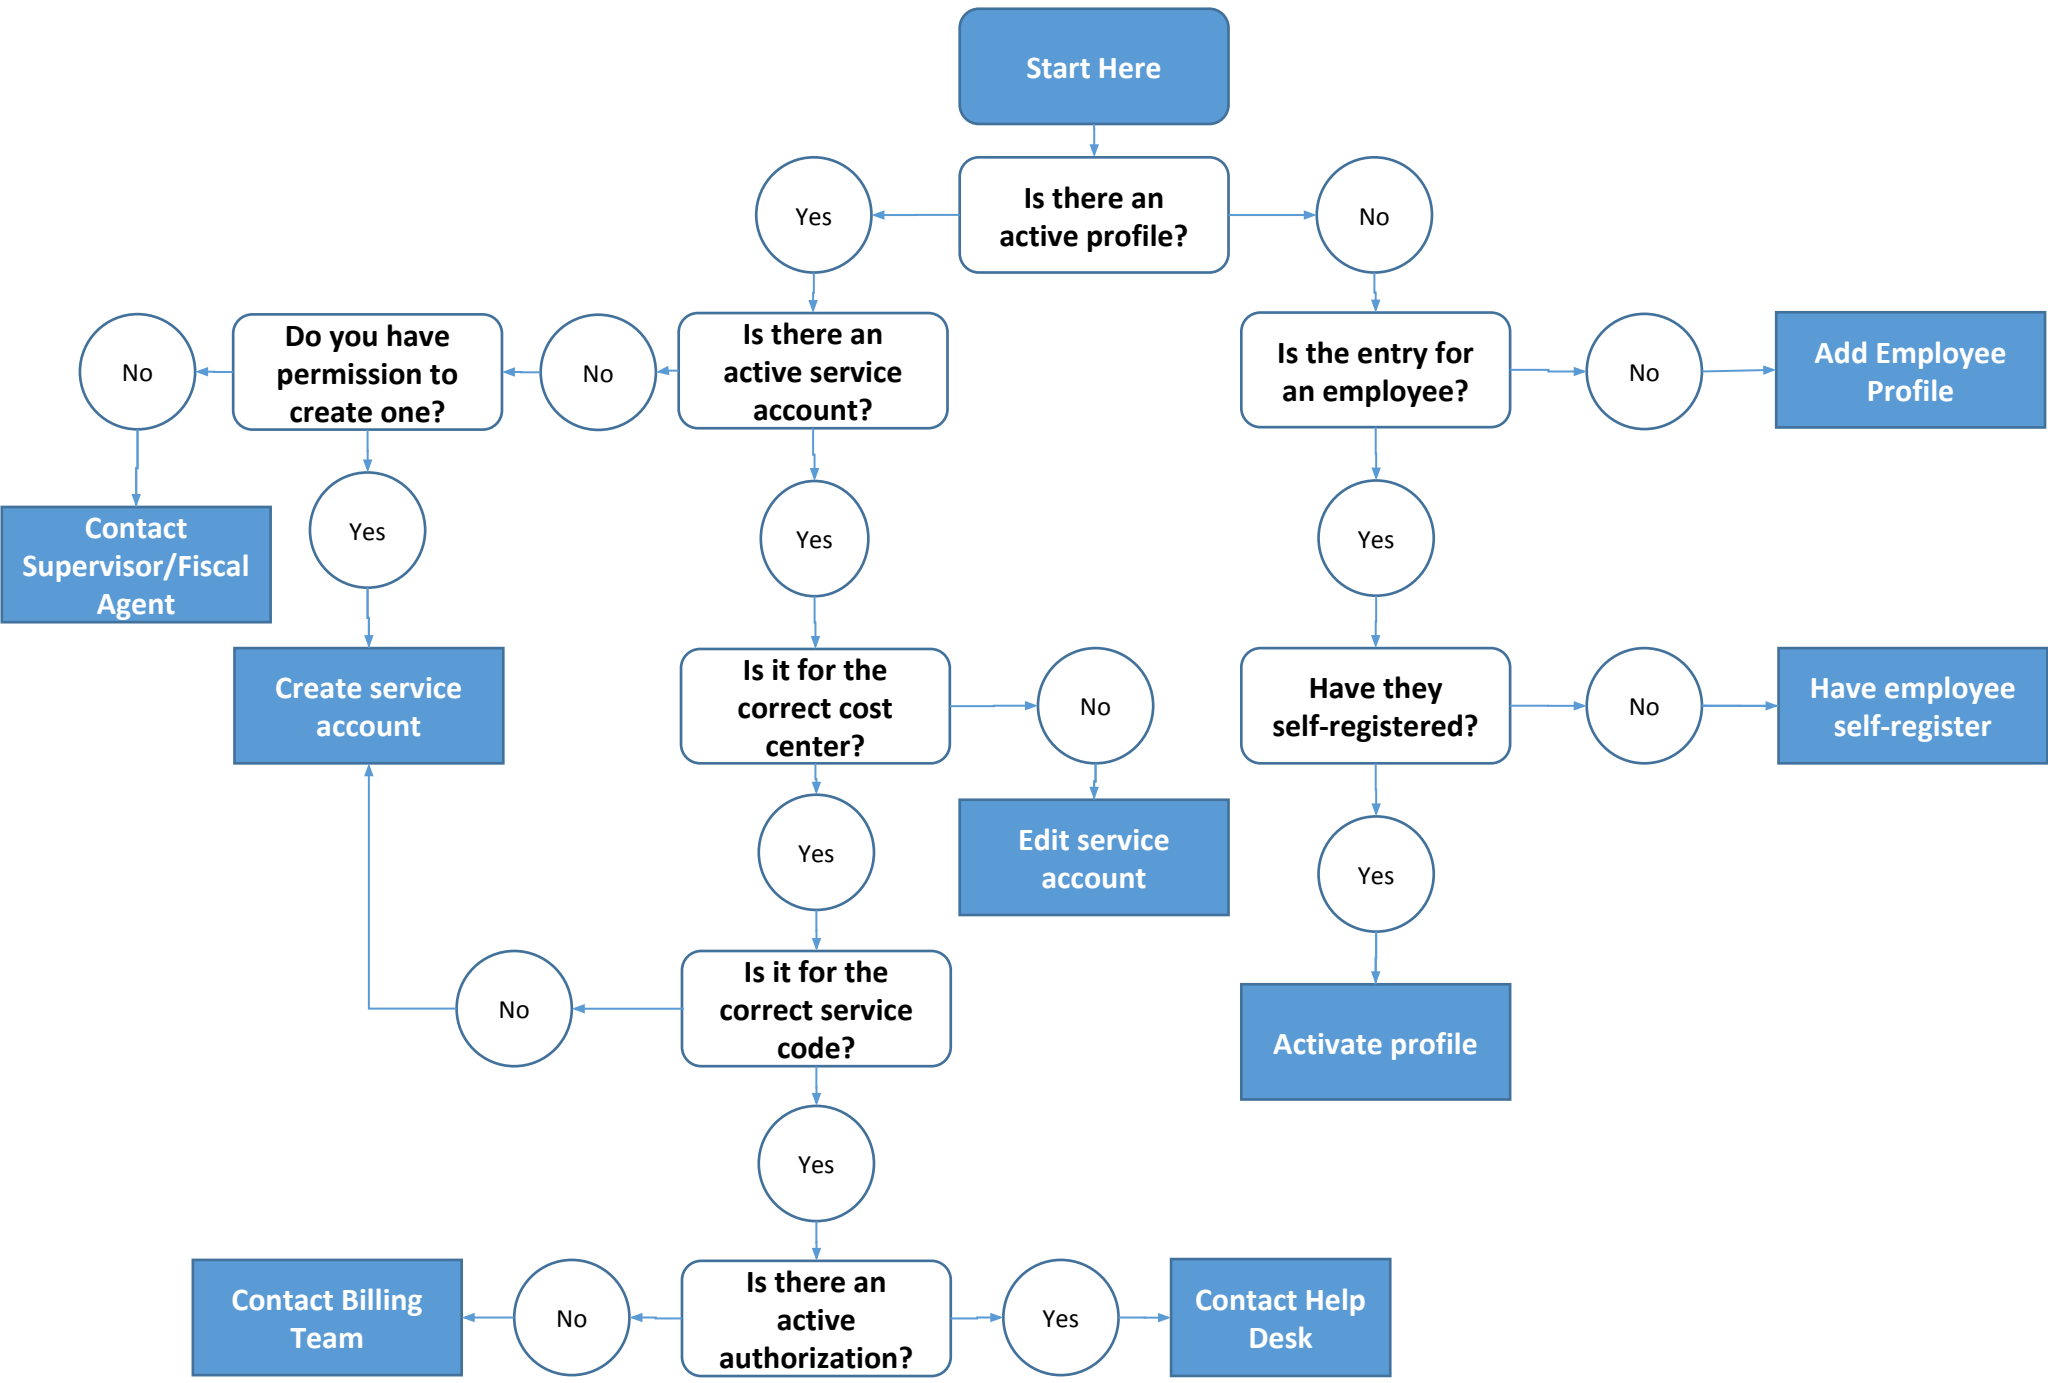 Start Here
Is there an
active profile?
Yes
No
Do you have
permission to
create one?
No
No
Is there an
active service
account?
Is the entry for
an employee?
No
Add Employee
Profile
Contact
Supervisor/Fiscal
Agent
Yes
Yes
Yes
Create service
account
Is it for the
correct cost
center?
No
Have they
self-registered?
No
Have employee
self-register
Yes
Edit service
account
Yes
No
Is it for the
correct service
code?
Activate profile
Yes
Contact Billing
Team
No
Is there an
active
authorization?
Yes
Contact Help
Desk